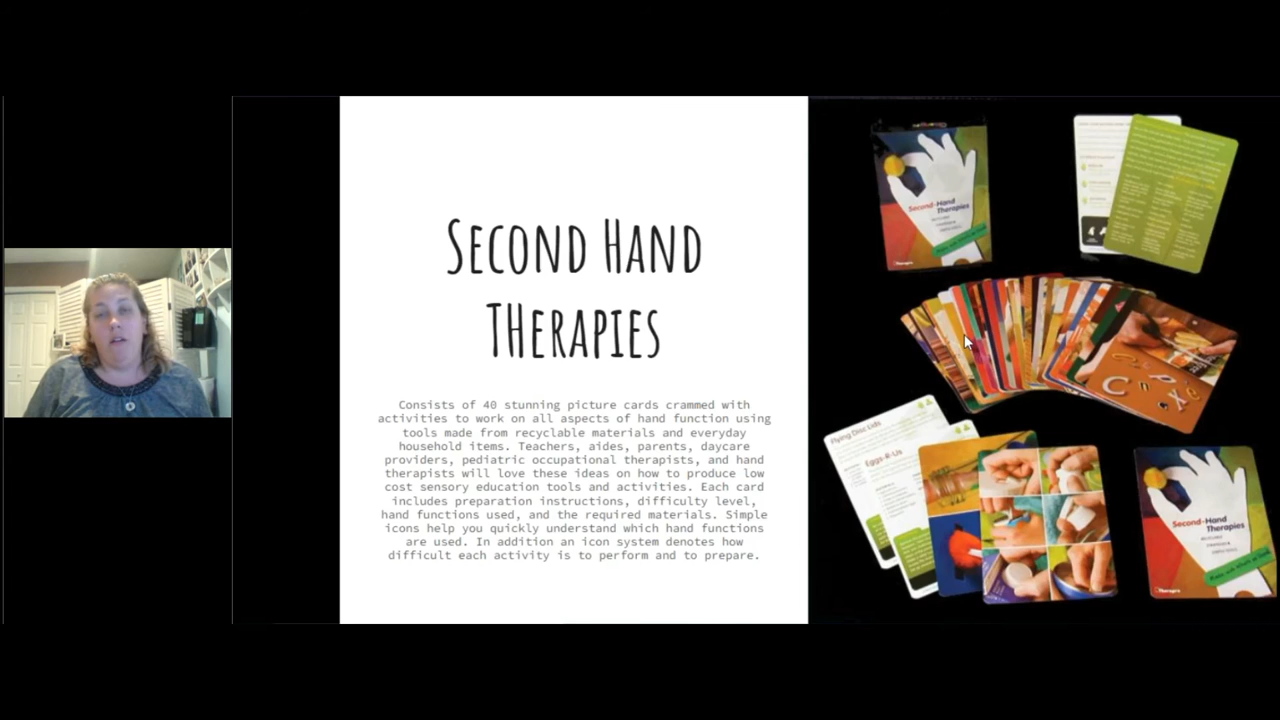 SECOND HAND
THERAPIES
Consists of 40 stunning picture cards crammed with
activities to work on all aspects of hand function using
tools made from recyclable materials and everyday
household items. Teachers, aides, parents, daycare
providers, pediatric occupational therapists, and hand
therapists will love these ideas on how to produce low
cost sensory education tools and activities. Each card
includes preparation instructions, difficulty level,
hand functions used, and the required materials. Simple
icons help you quickly understand which hand functions
are used. In addition an icon system denotes how
difficult each activity is to perform and to prepare.
Second-Hand
Therapies
Therapro
Flying Disc Lids
Eggs-R-Us
Second-Hand
Therapies
Therapro